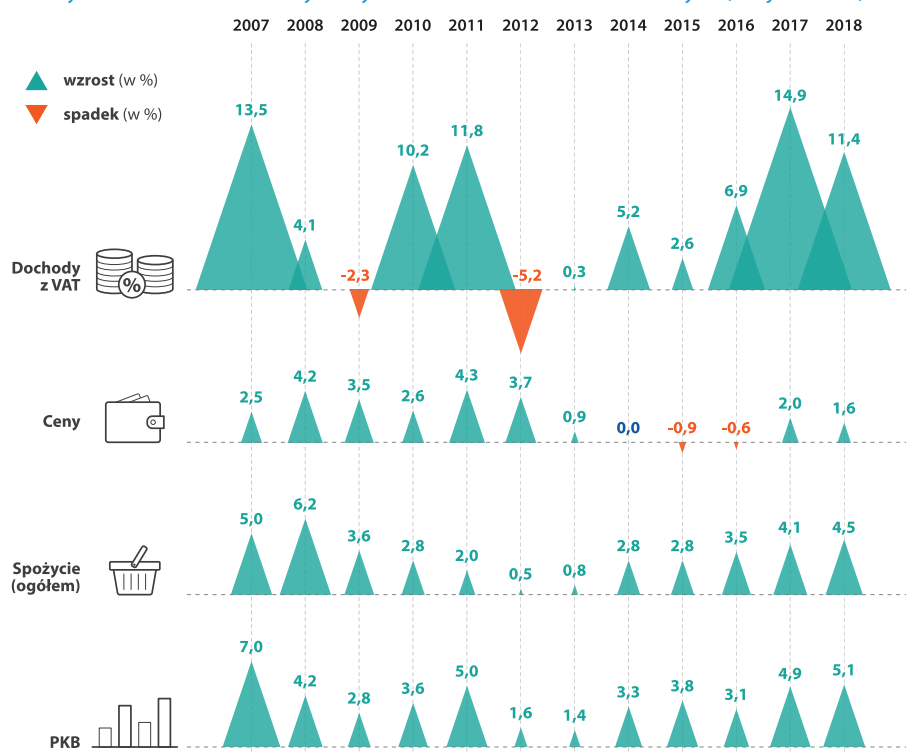 2007 2008 2009 2010 2011 2012 2013 2014 2015 2016 2017 2018
wzrost (w %)
spadek (w %)
13,5 4,1 -2,3 10,2 11,8 -5,2 0,3 5,2 2,6 6,9 14,9 11,4
Dochody
z VAT
%
2,5 4,2 3,5 2,6 4,3 3,7 0,9 0,0 -0,9 -0,6 2,0 1,6
Ceny
5,0 6,2 3,6 2,8 2,0 0,5 0,8 2,8 2,8 3,5 4,1 4,5
Spożycie
(ogółem)
7,0 4,2 2,8 3,6 5,0 1,6 1,4 3,3 3,8 3,1 4,9 5,1
PKB